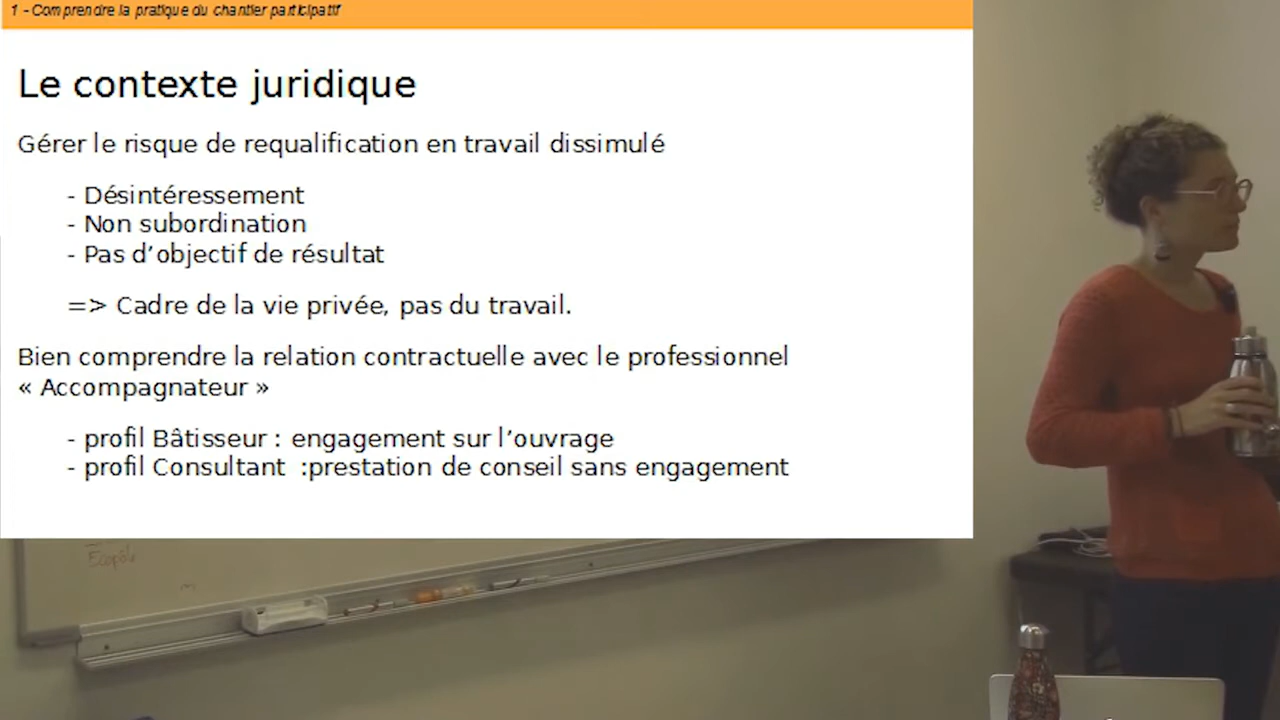 1 - Comprendre la pratique du chantier participatif
Le contexte juridique
Gérer le risque de requalification en travail dissimulé
- Désintéressement
- Non subordination
- Pas d’objectif de résultat
=> Cadre de la vie privée, pas du travail.
Bien comprendre la relation contractuelle avec le professionnel
« Accompagnateur »
- profil Bâtisseur : engagement sur l’ouvrage
- profil Consultant :prestation de conseil sans engagement
Ecopôle